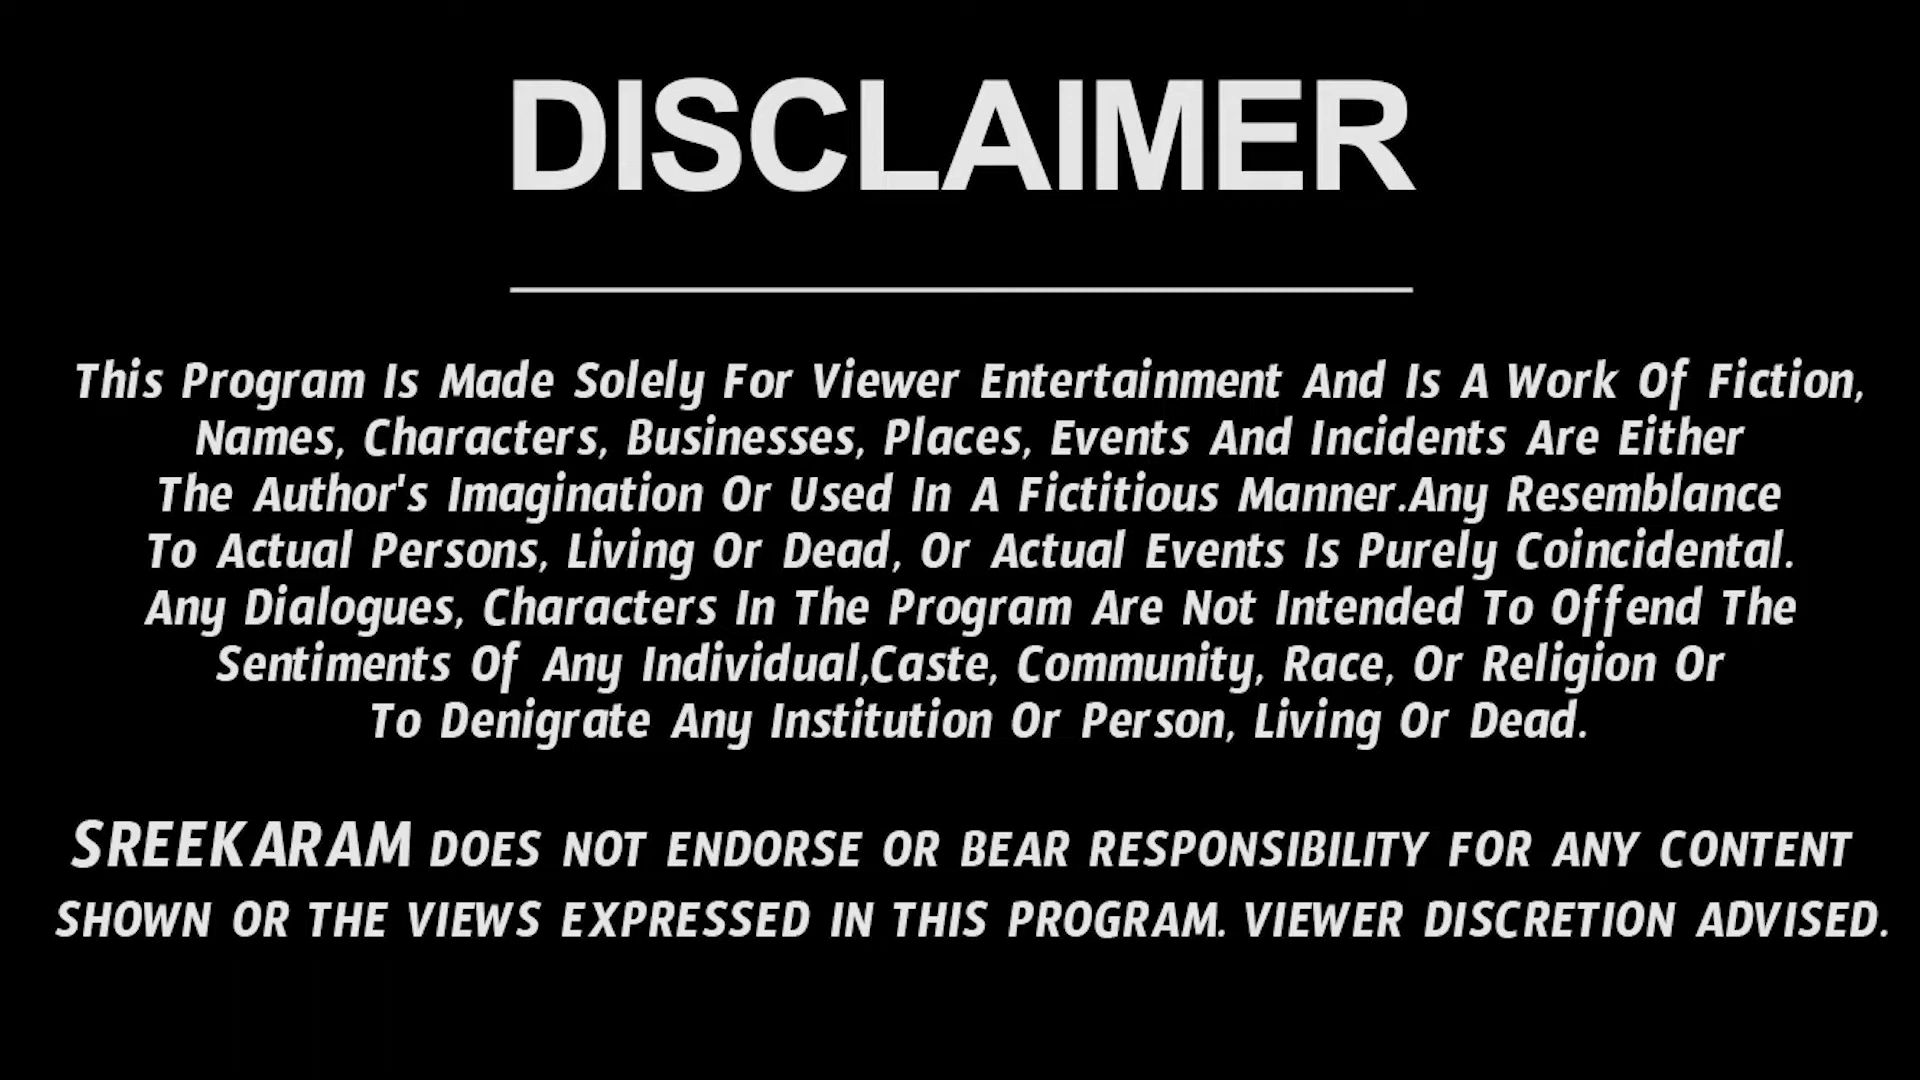 DISCLAIMER
This Program Is Made Solely For Viewer Entertainment And Is A Work Of Fiction,
Names, Characters, Businesses, Places, Events And Incidents Are Either
The Author's Imagination Or Used In A Fictitious Manner.Any Resemblance
To Actual Persons, Living Or Dead, Or Actual Events Is Purely Coincidental.
Any Dialogues, Characters In The Program Are Not Intended To Offend The
Sentiments Of Any Individual,Caste, Community, Race, Or Religion Or
To Denigrate Any Institution Or Person, Living Or Dead.
SREEKARAM DOES NOT ENDORSE OR BEAR RESPONSIBILITY FOR ANY CONTENT
SHOWN OR THE VIEWS EXPRESSED IN THIS PROGRAM. VIEWER DISCRETION ADVISED.